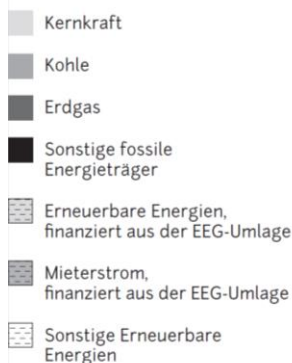 Kernkraft
Kohle
Erdgas
Sonstige fossile
Energieträger
Erneuerbare Energien,
finanziert aus der EEG-Umlage
Mieterstrom,
finanziert aus der EEG-Umlage
Sonstige Erneuerbare
Energien